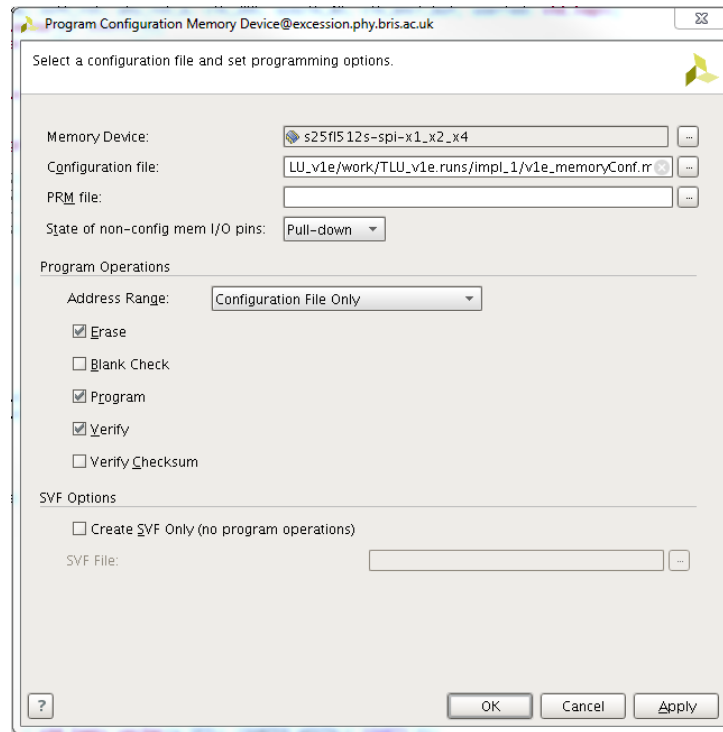 Program Configuration Memory Device@excession.phy.bris.ac.uk
Select a configuration file and set programming options.
Memory Device: s25fl512s-spi-x1_x2_x4 ...
Configuration file: LU_v1e/work/TLU_v1e.runs/impl_1/v1e_memoryConf.m ...
PRM file: ...
State of non-config mem I/O pins: Pull-down
Program Operations
Address Range: Configuration File Only
Erase
Blank Check
Program
Verify
Verify Checksum
SVF Options
Create SVF Only (no program operations)
SVF File: ...
? OK Cancel Apply